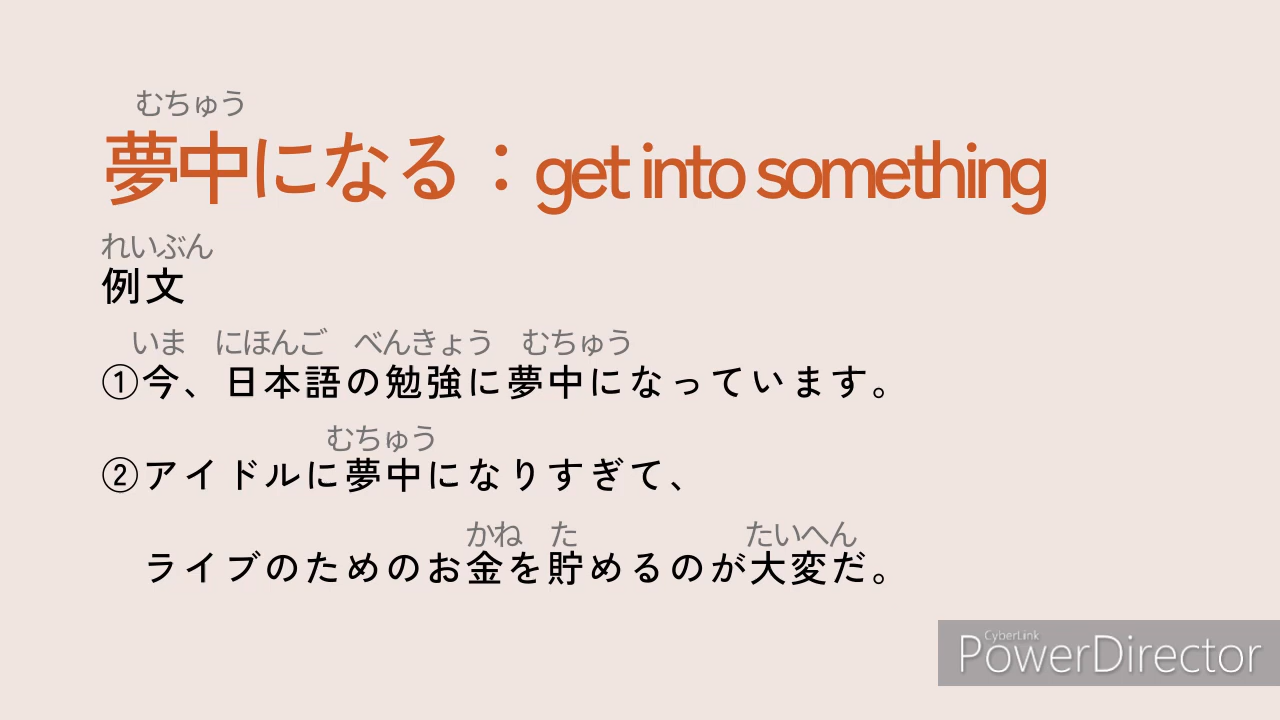 むちゅう
夢中になる：get into something
れいぶん
例文
いま にほんご べんきょう むちゅう
①今、日本語の勉強に夢中になっています。
むちゅう
②アイドルに夢中になりすぎて、
かね た たいへん
ライブのためのお金を貯めるのが大変だ。
CyberLink
PowerDirector